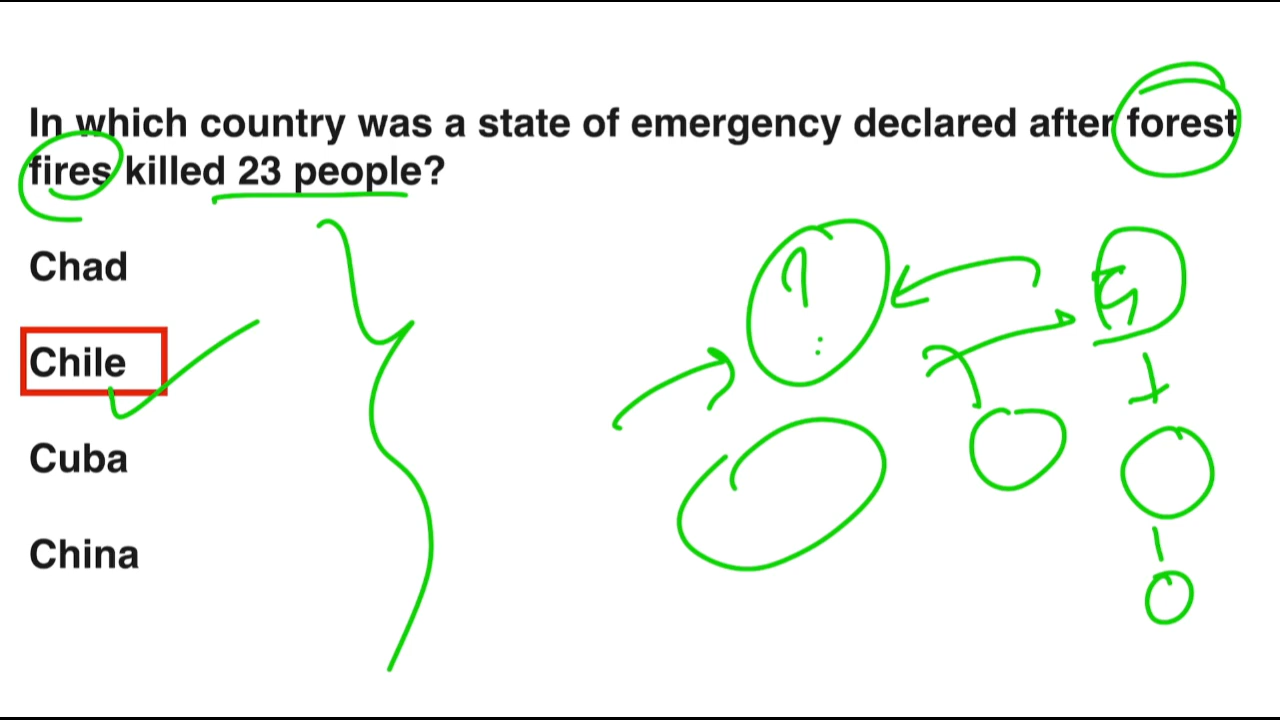 In which country was a state of emergency declared after forest
fires killed 23 people?
Chad
Chile
Cuba
China